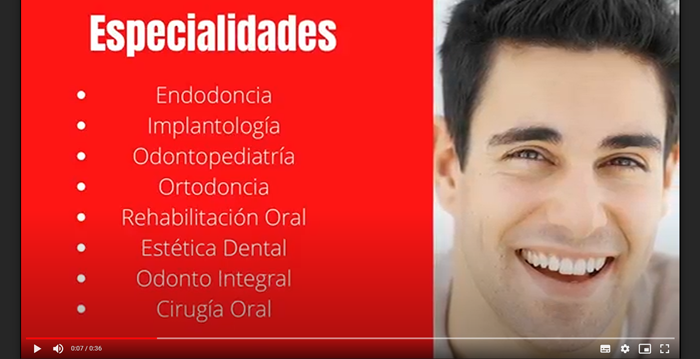 Especialidades
• Endodoncia
• Implantología
• Odontopediatría
• Ortodoncia
• Rehabilitación Oral
• Estética Dental
• Odonto Integral
• Cirugía Oral
0:07 / 0:36